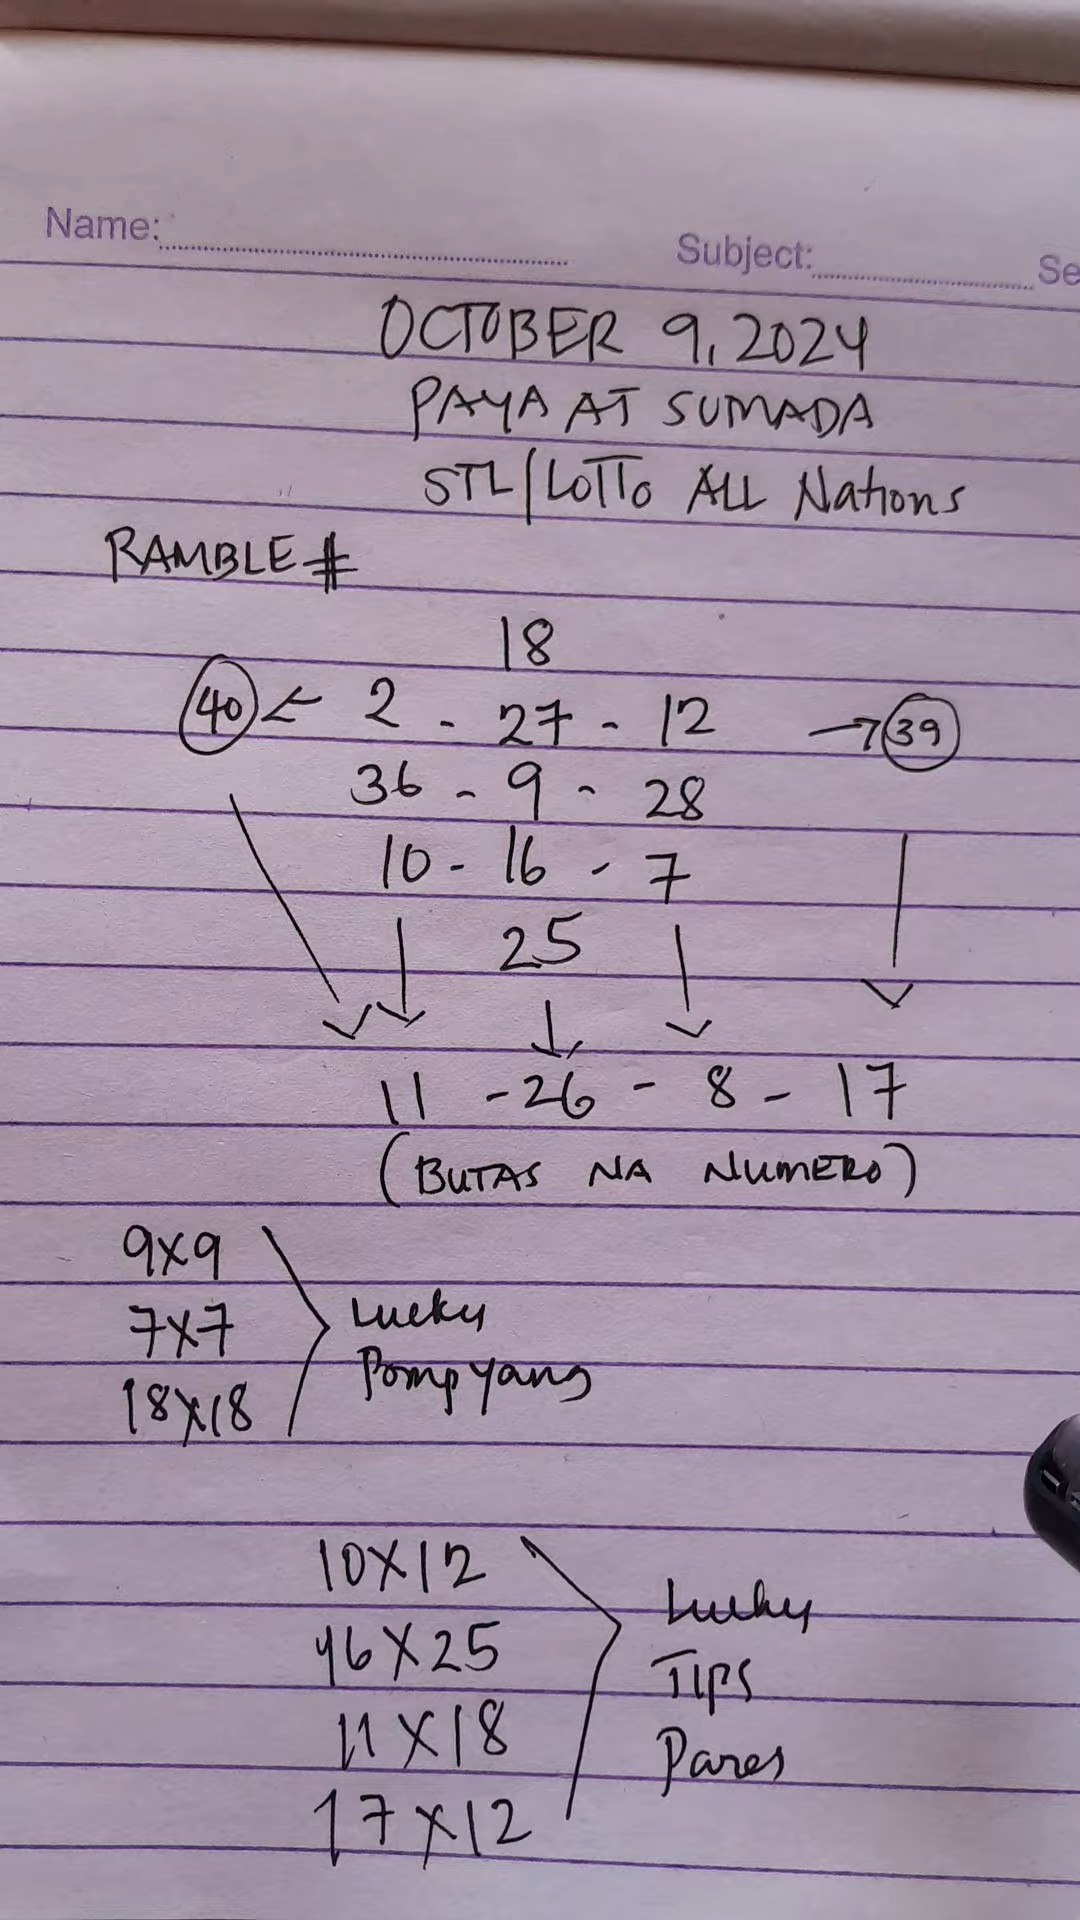 Name: Subject: Se
OCTOBER 9, 2024
PAYA AT SUMADA
STL/LOTTO ALL Nations
RAMBLE #
18
40 ← 2 - 27 - 12 → 39
36 - 9 - 28
10 - 16 - 7
25
11 - 26 - 8 - 17
(BUTAS NA NUMERO)
9x9
7x7 Lucky
18x18 Pompyang
10X12
16X25 Lucky
11X18 Tips
17X12 Pares